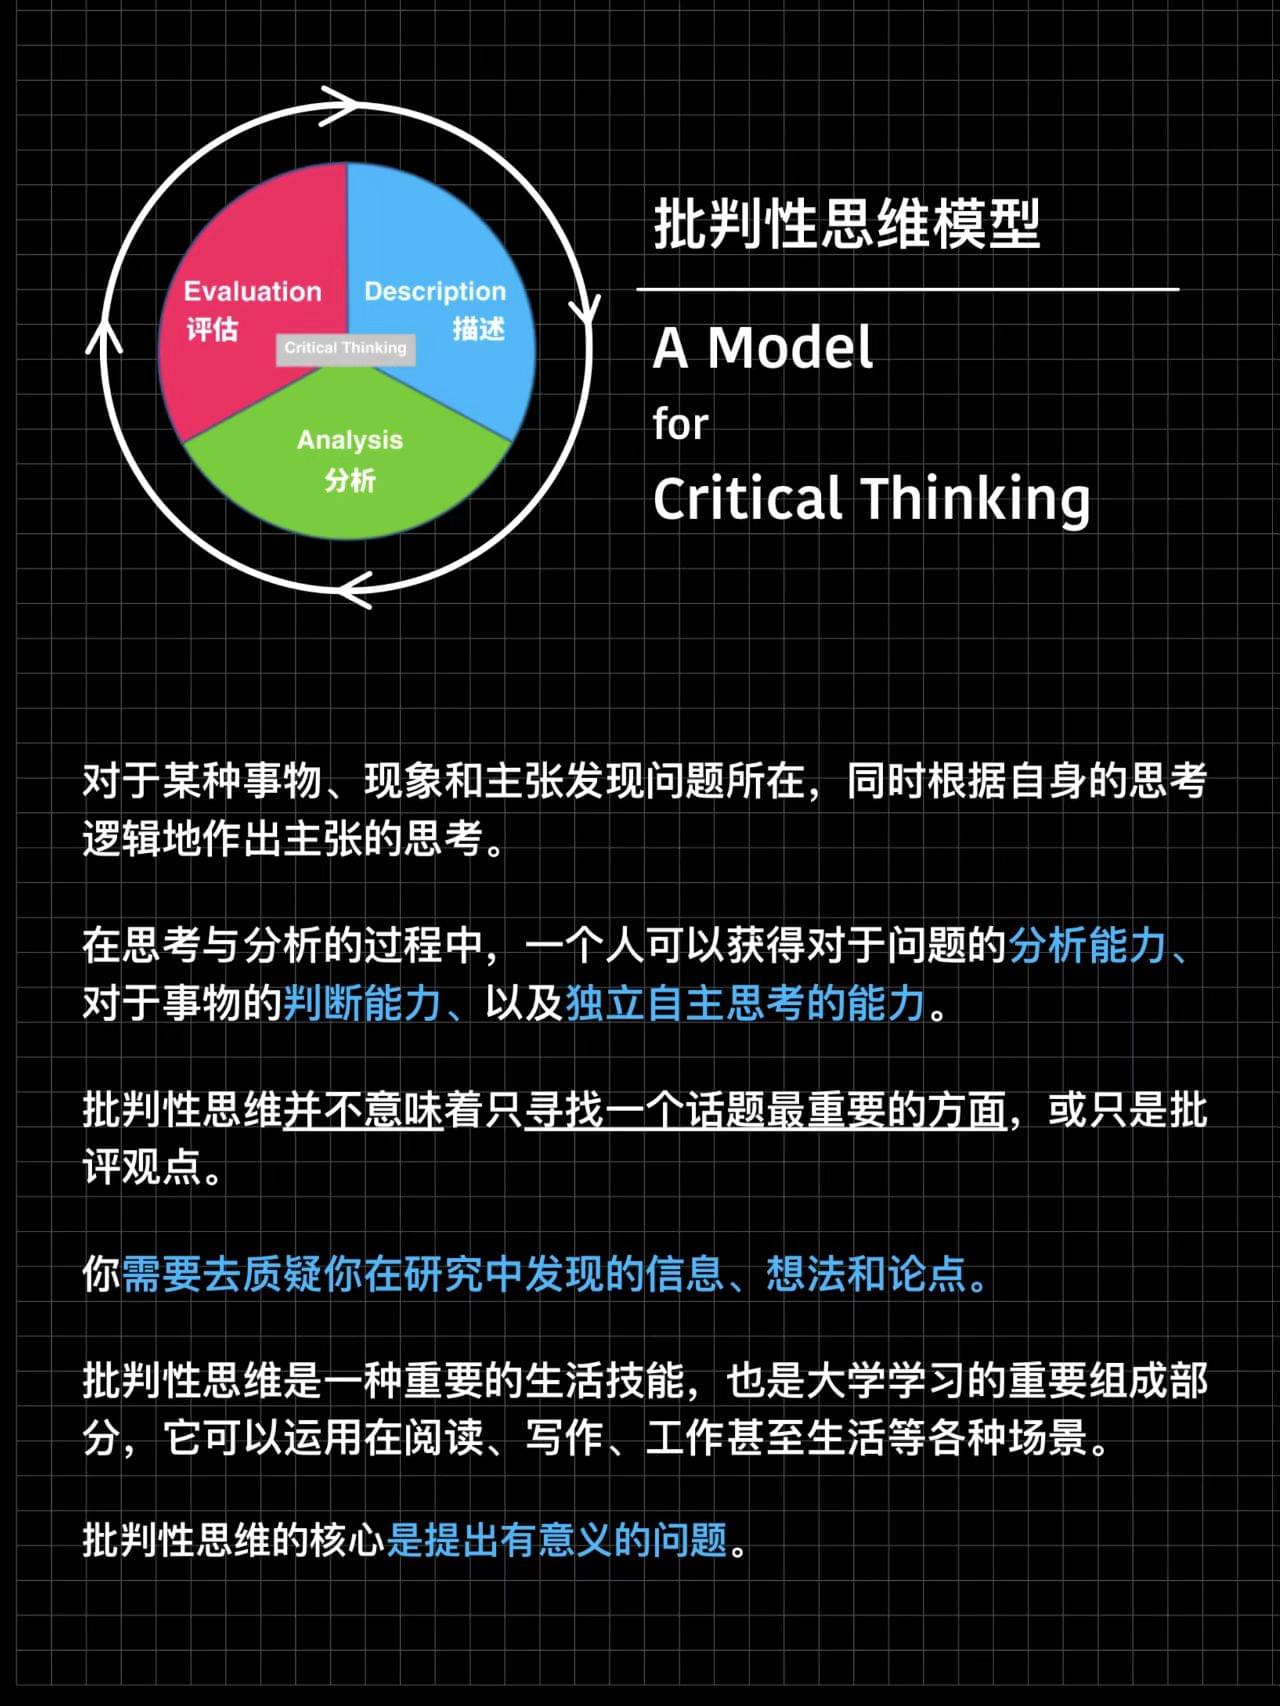 Evaluation
评估
Description
描述
Critical Thinking
Analysis
分析
批判性思维模型
A Model
for
Critical Thinking
对于某种事物、现象和主张发现问题所在，同时根据自身的思考
逻辑地作出主张的思考。
在思考与分析的过程中，一个人可以获得对于问题的分析能力、
对于事物的判断能力、以及独立自主思考的能力。
批判性思维并不意味着只寻找一个话题最重要的方面，或只是批
评观点。
你需要去质疑你在研究中发现的信息、想法和论点。
批判性思维是一种重要的生活技能，也是大学学习的重要组成部
分，它可以运用在阅读、写作、工作甚至生活等各种场景。
批判性思维的核心是提出有意义的问题。